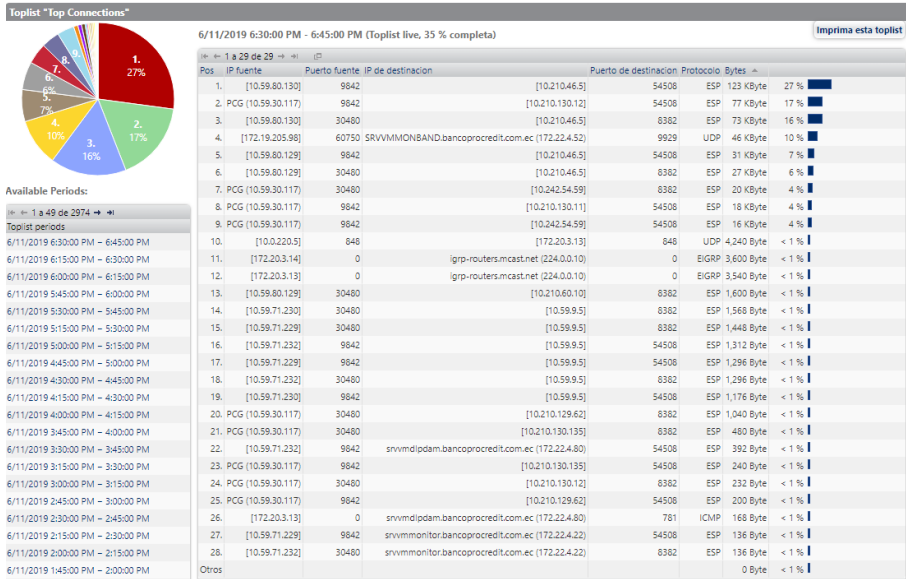 Toplist "Top Connections"
1.
27%
2.
17%
3.
16%
4.
10%
5.
7%
6.
6%
7.
8.
9.
6/11/2019 6:30:00 PM - 6:45:00 PM (Toplist live, 35 % completa)
Imprima esta toplist
1 a 29 de 29
Pos IP fuente Puerto fuente IP de destinacion Puerto de destinacion Protocolo Bytes
1. [10.59.80.130] 9842 [10.210.46.5] 54508 ESP 123 KByte 27 %
2. PCG (10.59.30.117) 9842 [10.210.130.12] 54508 ESP 77 KByte 17 %
3. [10.59.80.130] 30480 [10.210.46.5] 8382 ESP 73 KByte 16 %
4. [172.19.205.98] 60750 SRVVMMONBAND.bancoprocredit.com.ec (172.22.4.52) 9929 UDP 46 KByte 10 %
5. [10.59.80.129] 9842 [10.210.46.5] 54508 ESP 31 KByte 7 %
6. [10.59.80.129] 30480 [10.210.46.5] 8382 ESP 27 KByte 6 %
7. PCG (10.59.30.117) 30480 [10.242.54.59] 8382 ESP 20 KByte 4 %
8. PCG (10.59.30.117) 9842 [10.210.130.11] 54508 ESP 18 KByte 4 %
9. PCG (10.59.30.117) 9842 [10.242.54.59] 54508 ESP 16 KByte 4 %
10. [10.0.220.5] 848 [172.20.3.13] 848 UDP 4,240 Byte < 1 %
11. [172.20.3.14] 0 igrp-routers.mcast.net (224.0.0.10) 0 EIGRP 3,600 Byte < 1 %
12. [172.20.3.13] 0 igrp-routers.mcast.net (224.0.0.10) 0 EIGRP 3,540 Byte < 1 %
13. [10.59.80.129] 30480 [10.210.60.10] 8382 ESP 1,600 Byte < 1 %
14. [10.59.71.230] 30480 [10.59.9.5] 8382 ESP 1,568 Byte < 1 %
15. [10.59.71.229] 30480 [10.59.9.5] 8382 ESP 1,448 Byte < 1 %
16. [10.59.71.232] 9842 [10.59.9.5] 54508 ESP 1,312 Byte < 1 %
17. [10.59.71.229] 9842 [10.59.9.5] 54508 ESP 1,296 Byte < 1 %
18. [10.59.71.232] 30480 [10.59.9.5] 8382 ESP 1,296 Byte < 1 %
19. [10.59.71.230] 9842 [10.59.9.5] 54508 ESP 1,176 Byte < 1 %
20. PCG (10.59.30.117) 30480 [10.210.129.62] 8382 ESP 1,040 Byte < 1 %
21. PCG (10.59.30.117) 30480 [10.210.130.135] 8382 ESP 480 Byte < 1 %
22. [10.59.71.232] 9842 srvvmdlpdam.bancoprocredit.com.ec (172.22.4.80) 54508 ESP 392 Byte < 1 %
23. PCG (10.59.30.117) 9842 [10.210.130.135] 54508 ESP 240 Byte < 1 %
24. PCG (10.59.30.117) 30480 [10.210.130.12] 8382 ESP 232 Byte < 1 %
25. PCG (10.59.30.117) 9842 [10.210.129.62] 54508 ESP 200 Byte < 1 %
26. [172.20.3.13] 0 srvvmdlpdam.bancoprocredit.com.ec (172.22.4.80) 781 ICMP 168 Byte < 1 %
27. [10.59.71.232] 9842 srvvmmonitor.bancoprocredit.com.ec (172.22.4.22) 54508 ESP 136 Byte < 1 %
28. [10.59.71.232] 30480 srvvmmonitor.bancoprocredit.com.ec (172.22.4.22) 8382 ESP 136 Byte < 1 %
Otros 0 Byte < 1 %
Available Periods:
1 a 49 de 2974
Toplist periods
6/11/2019 6:30:00 PM – 6:45:00 PM
6/11/2019 6:15:00 PM – 6:30:00 PM
6/11/2019 6:00:00 PM – 6:15:00 PM
6/11/2019 5:45:00 PM – 6:00:00 PM
6/11/2019 5:30:00 PM – 5:45:00 PM
6/11/2019 5:15:00 PM – 5:30:00 PM
6/11/2019 5:00:00 PM – 5:15:00 PM
6/11/2019 4:45:00 PM – 5:00:00 PM
6/11/2019 4:30:00 PM – 4:45:00 PM
6/11/2019 4:15:00 PM – 4:30:00 PM
6/11/2019 4:00:00 PM – 4:15:00 PM
6/11/2019 3:45:00 PM – 4:00:00 PM
6/11/2019 3:30:00 PM – 3:45:00 PM
6/11/2019 3:15:00 PM – 3:30:00 PM
6/11/2019 3:00:00 PM – 3:15:00 PM
6/11/2019 2:45:00 PM – 3:00:00 PM
6/11/2019 2:30:00 PM – 2:45:00 PM
6/11/2019 2:15:00 PM – 2:30:00 PM
6/11/2019 2:00:00 PM – 2:15:00 PM
6/11/2019 1:45:00 PM – 2:00:00 PM